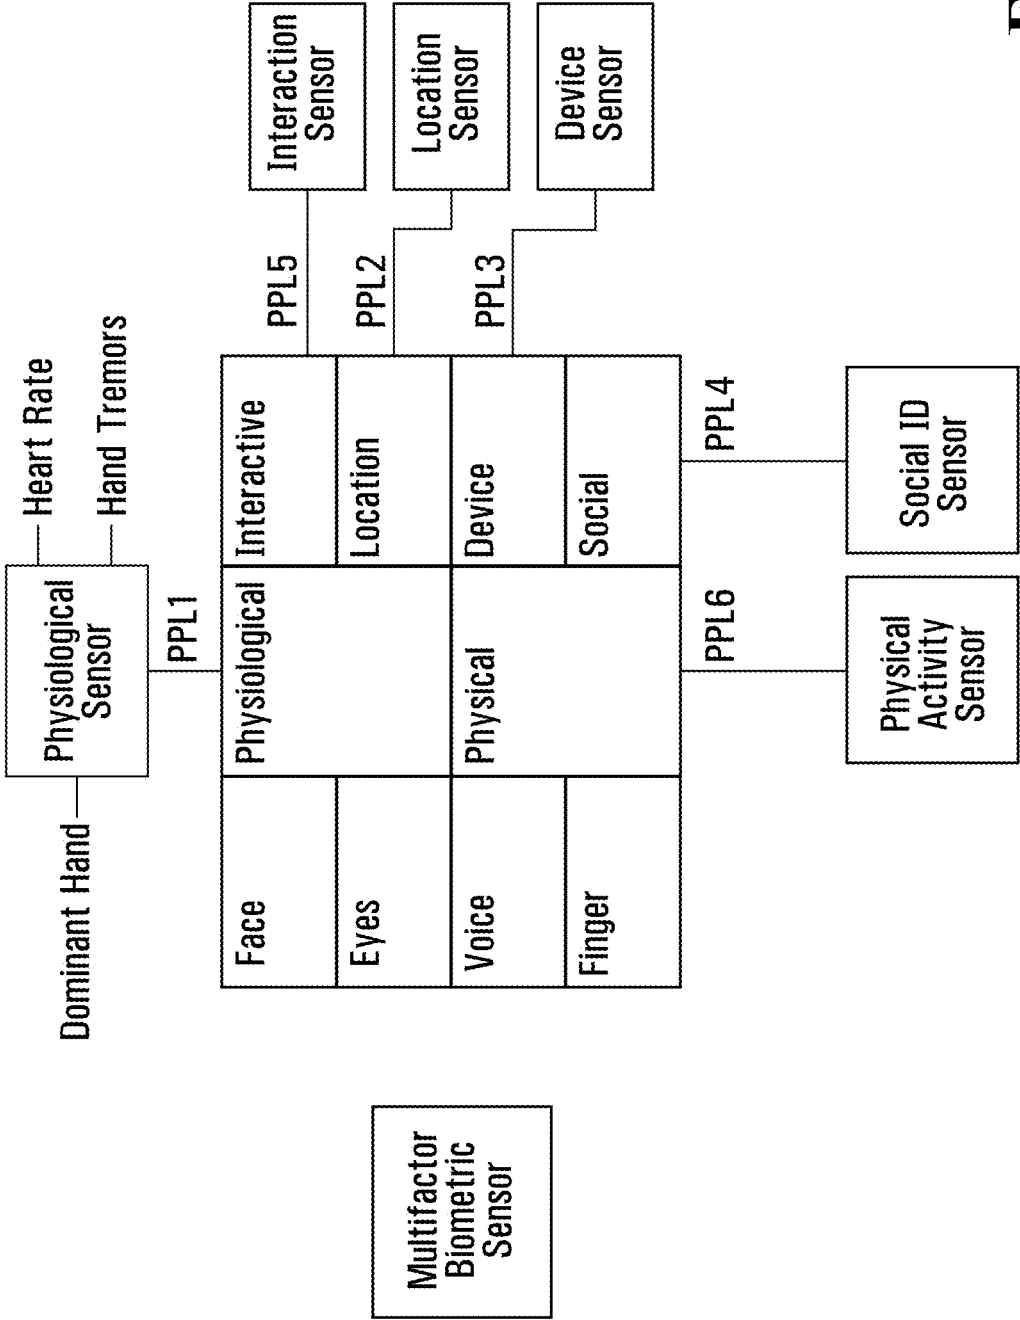 Heart Rate
Hand Tremors
Physiological
Sensor
Dominant Hand
PPL1
Face
Eyes
Voice
Finger
Physiological
Physical
Interactive
Location
Device
Social
PPL5
PPL2
PPL3
Interaction
Sensor
Location
Sensor
Device
Sensor
PPL4
PPL6
Social ID
Sensor
Physical
Activity
Sensor
Multifactor
Biometric
Sensor